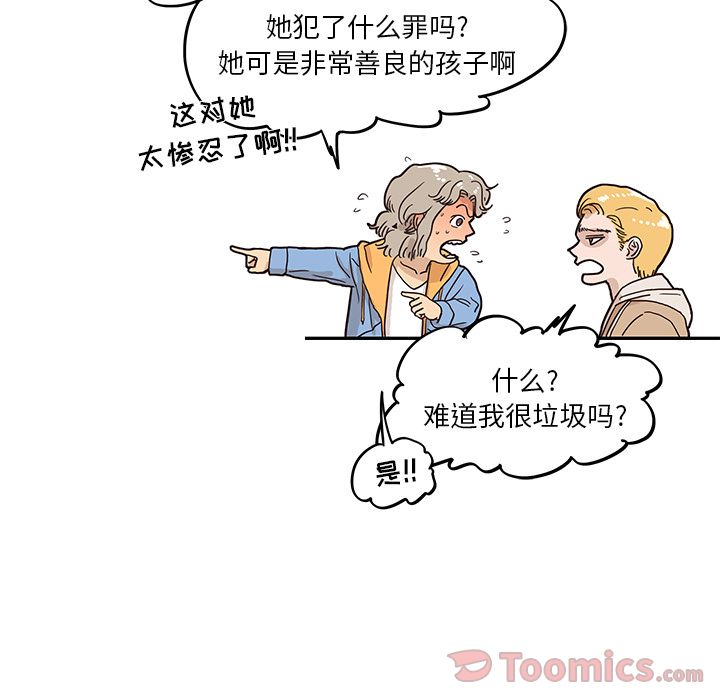 她犯了什么罪吗?
她可是非常善良的孩子啊
这对她
太惨忍了啊!!
什么?
难道我很垃圾吗?
是!!
Toomics.com